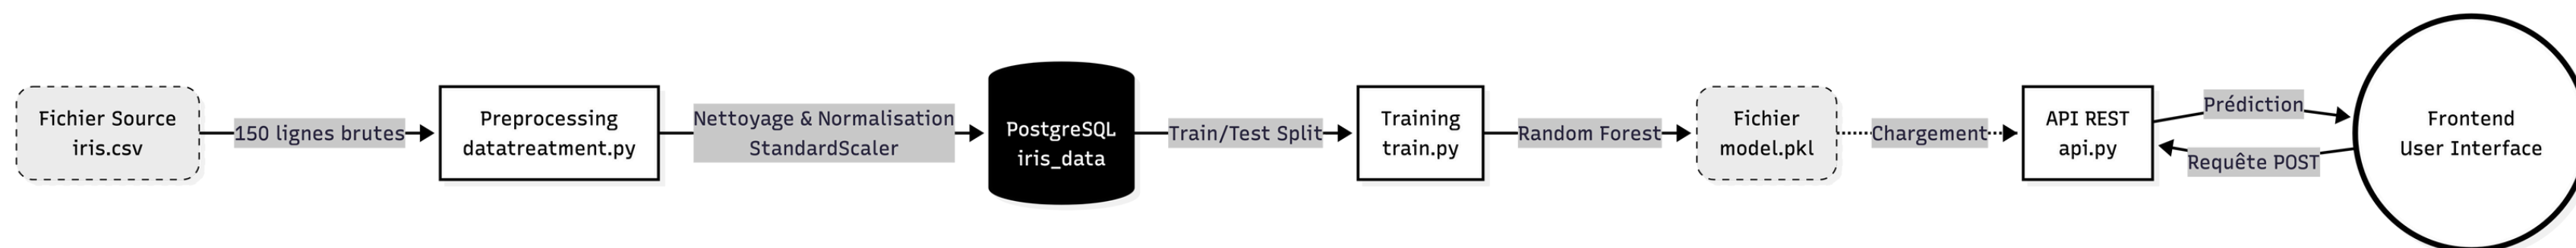 Fichier Source
iris.csv
150 lignes brutes
Preprocessing
datatreatment.py
Nettoyage & Normalisation
StandardScaler
PostgreSQL
iris_data
Train/Test Split
Training
train.py
Random Forest
Fichier
model.pkl
Chargement
API REST
api.py
Prédiction
Requête POST
Frontend
User Interface